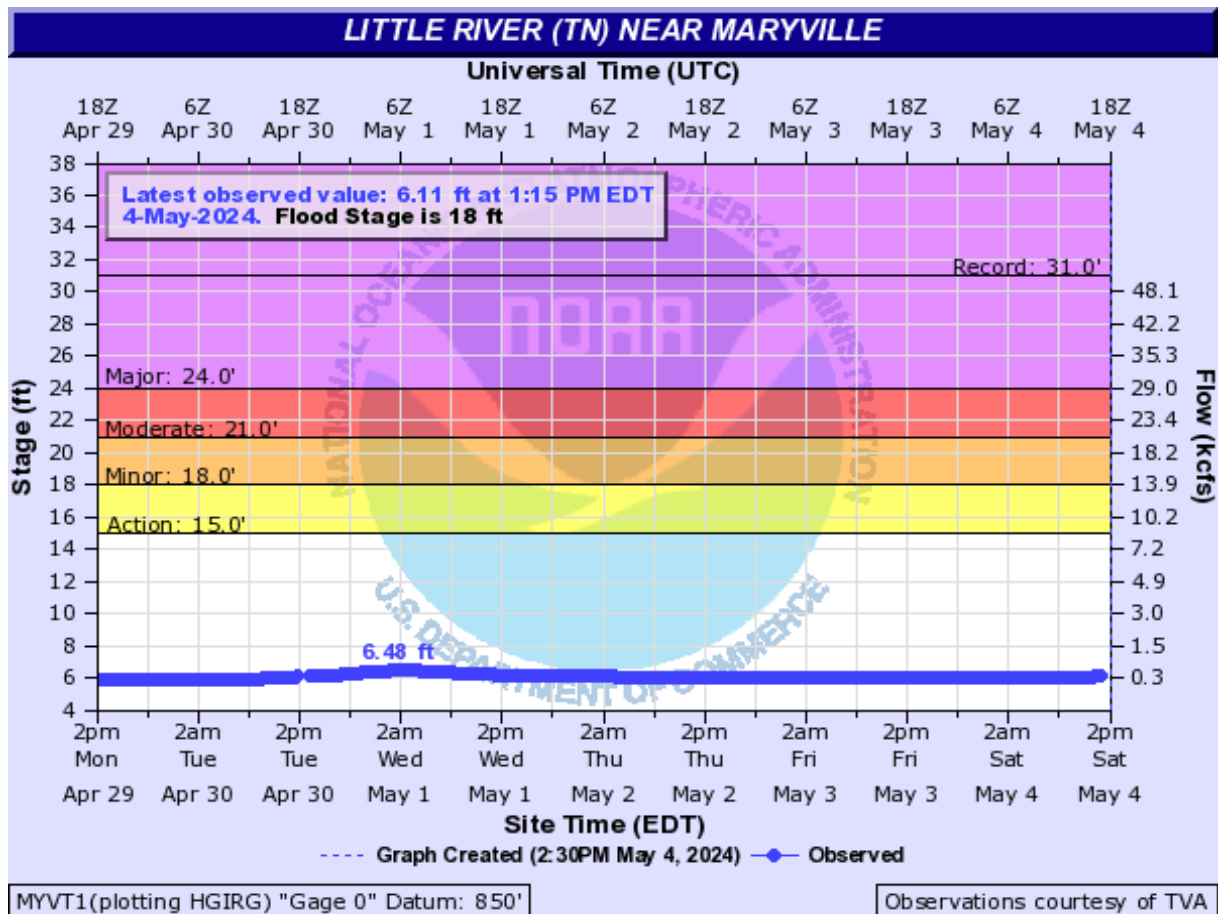 LITTLE RIVER (TN) NEAR MARYVILLE
Universal Time (UTC)
18Z 6Z 18Z 6Z 18Z 6Z 18Z 6Z 18Z 6Z 18Z
Apr 29 Apr 30 Apr 30 May 1 May 1 May 2 May 2 May 3 May 3 May 4 May 4
Latest observed value: 6.11 ft at 1:15 PM EDT
4-May-2024. Flood Stage is 18 ft
38
36
34
32
30
28
26
24
22
20
18
16
14
12
10
8
6
4
Stage (ft)
Record: 31.0'
Major: 24.0'
Moderate: 21.0'
Minor: 18.0'
Action: 15.0'
6.48 ft
NATIONAL OCEANIC AND ATMOSPHERIC ADMINISTRATION
NOAA
U.S. DEPARTMENT OF COMMERCE
48.1
42.2
35.3
29.0
23.4
18.2
13.9
10.2
7.2
4.9
3.0
1.5
0.3
Flow (kcfs)
2pm 2am 2pm 2am 2pm 2am 2pm 2am 2pm 2am 2pm
Mon Tue Tue Wed Wed Thu Thu Fri Fri Sat Sat
Apr 29 Apr 30 Apr 30 May 1 May 1 May 2 May 2 May 3 May 3 May 4 May 4
Site Time (EDT)
Graph Created (2:30PM May 4, 2024) Observed
MYVT1(plotting HGIRG) "Gage 0" Datum: 850'
Observations courtesy of TVA